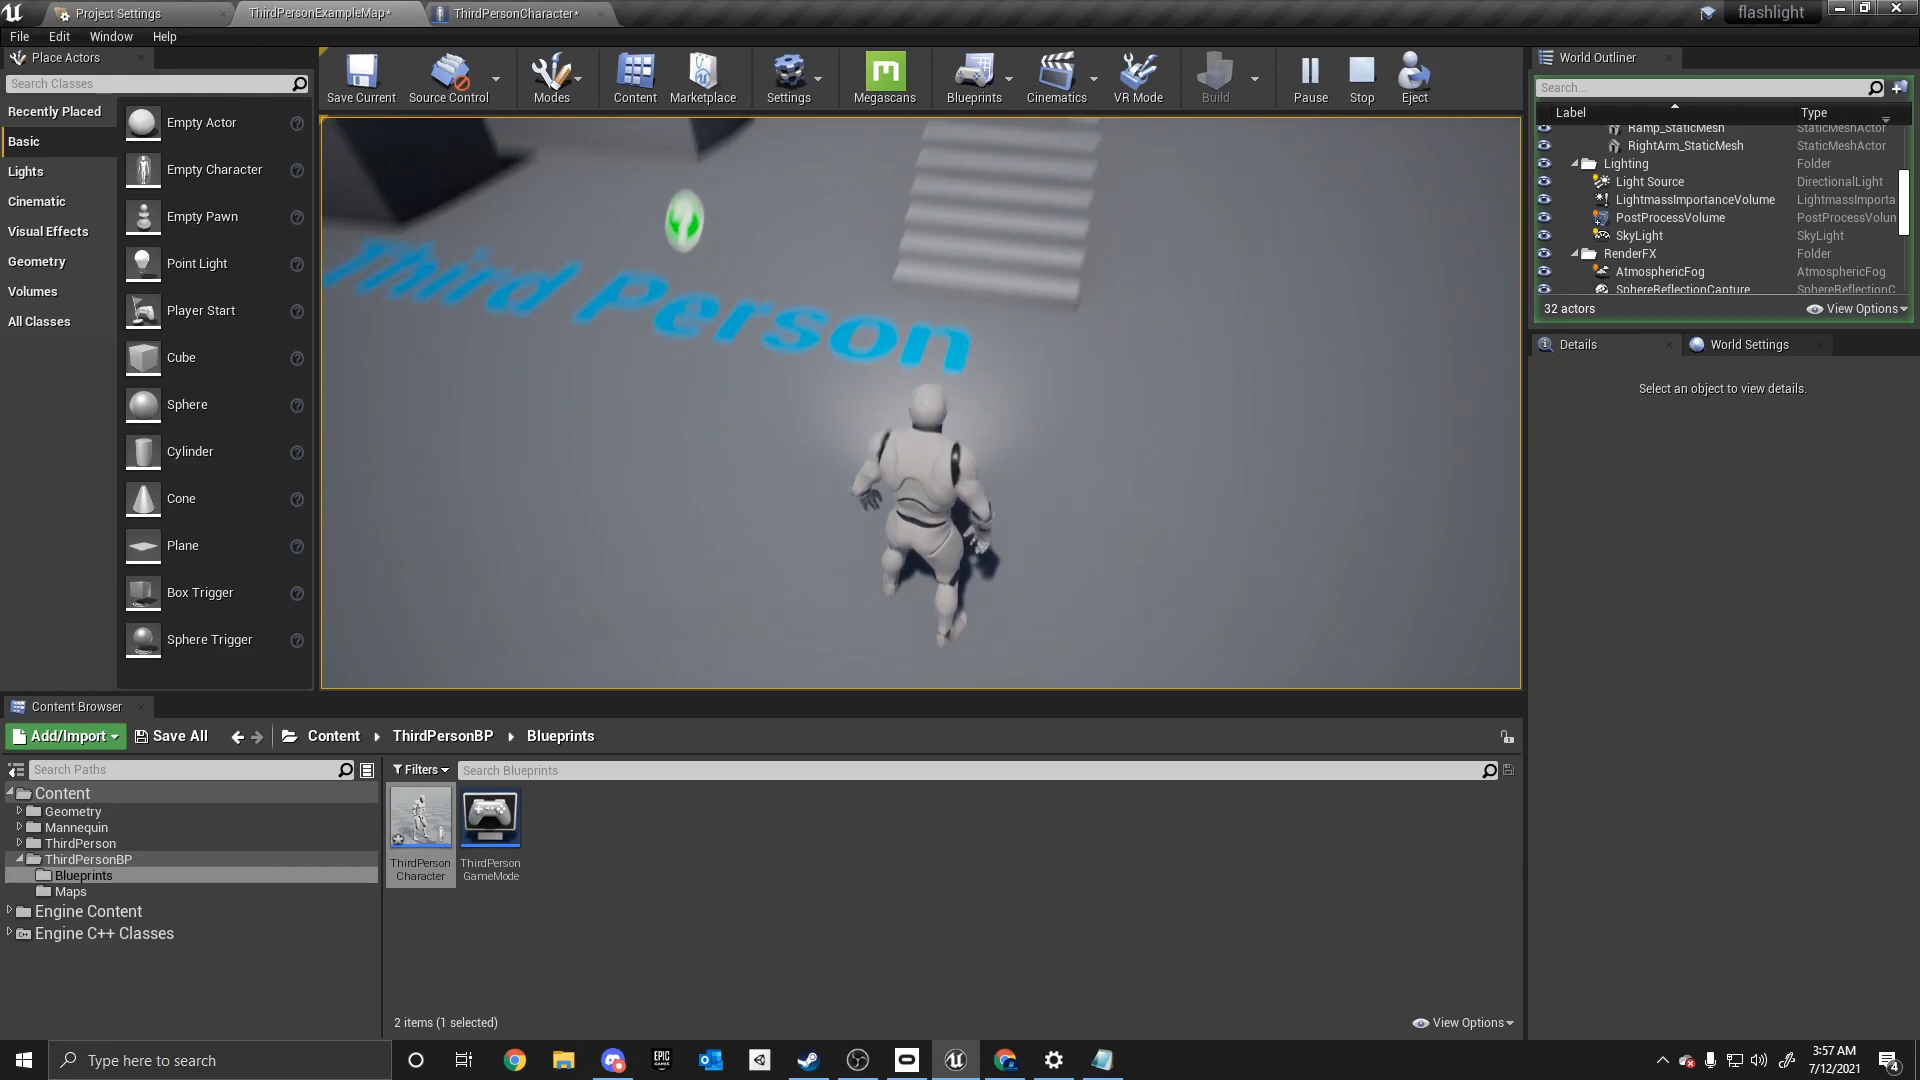 Project Settings
ThirdPersonExampleMap*
ThirdPersonCharacter*
flashlight
File
Edit
Window
Help
Place Actors
Search Classes
Recently Placed
Basic
Lights
Cinematic
Visual Effects
Geometry
Volumes
All Classes
Empty Actor
Empty Character
Empty Pawn
Point Light
Player Start
Cube
Sphere
Cylinder
Cone
Plane
Box Trigger
Sphere Trigger
Save Current
Source Control
Modes
Content
Marketplace
Settings
Megascans
Blueprints
Cinematics
VR Mode
Build
Pause
Stop
Eject
Third Person
World Outliner
Search...
Label
Type
Ramp_StaticMesh
StaticMeshActor
RightArm_StaticMesh
StaticMeshActor
Lighting
Folder
Light Source
DirectionalLight
LightmassImportanceVolume
LightmassImporta
PostProcessVolume
PostProcessVolun
SkyLight
SkyLight
RenderFX
Folder
AtmosphericFog
AtmosphericFog
SphereReflectionCapture
SphereReflectionC
32 actors
View Options
Details
World Settings
Select an object to view details.
Content Browser
Add/Import
Save All
Content
ThirdPersonBP
Blueprints
Search Paths
Filters
Search Blueprints
Content
Geometry
Mannequin
ThirdPerson
ThirdPersonBP
Blueprints
Maps
Engine Content
Engine C++ Classes
ThirdPerson
Character
ThirdPerson
GameMode
2 items (1 selected)
View Options
Type here to search
EPIC
GAMES
3:57 AM
7/12/2021
4